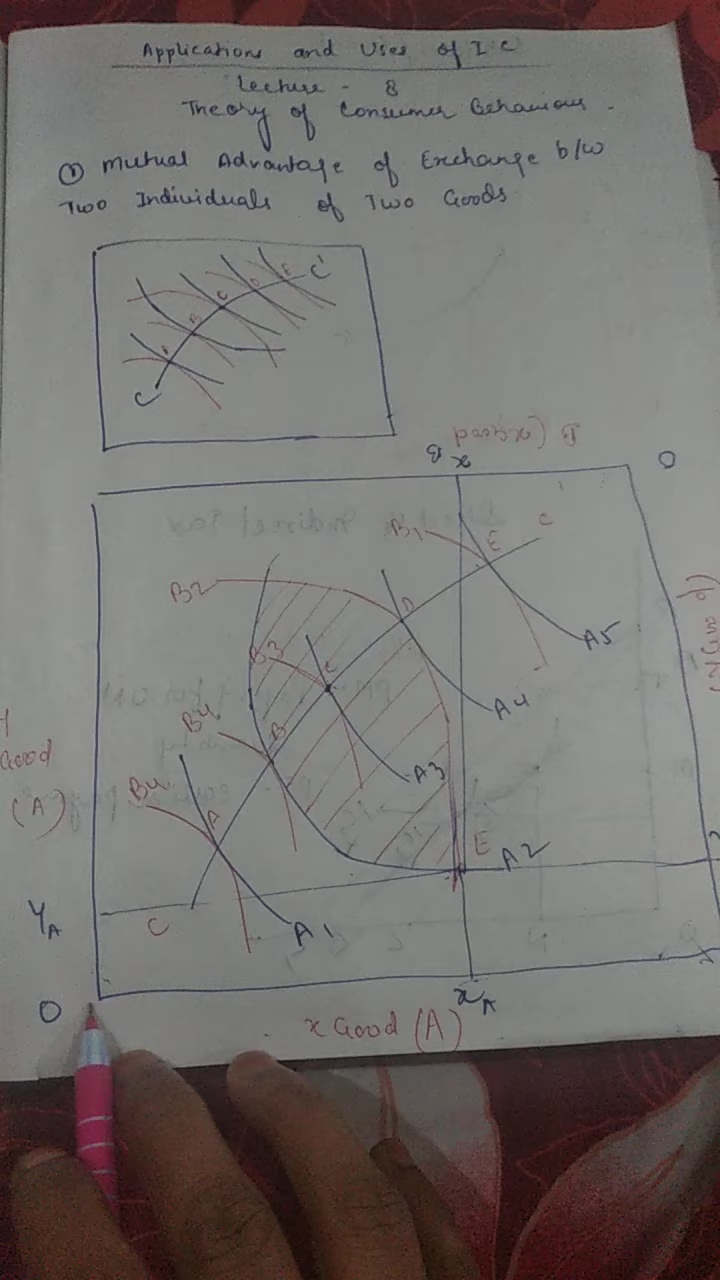 Applications and Uses of I C
Lecture - 8
Theory of Consumer Behaviour.
① Mutual Advantage of Exchange b/w
Two Individuals of Two Goods
C'
E
D
C
B
A
C
B (x good)
B x
O
B1
E
C
B2
D
A5
B3
C
A4
B4
B
A3
Good
(A)
B4
A
E
A2
YA
C
A1
O
xA
x Good (A)